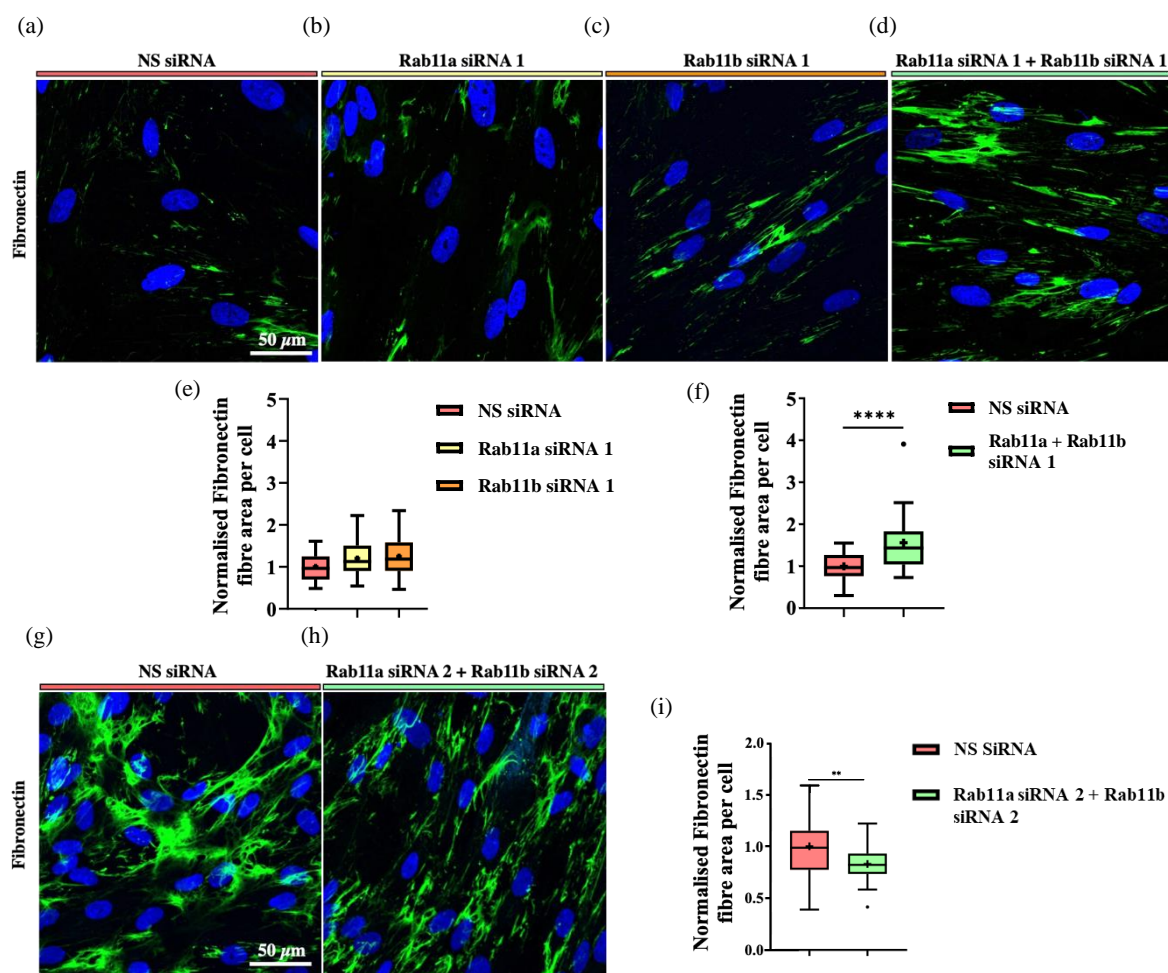 (a)
(b)
(c)
(d)
NS siRNA
Rab11a siRNA 1
Rab11b siRNA 1
Rab11a siRNA 1 + Rab11b siRNA 1
Fibronectin
50 µm
(e)
Normalised Fibronectin
fibre area per cell
5
4
3
2
1
0
NS siRNA
Rab11a siRNA 1
Rab11b siRNA 1
(f)
Normalised Fibronectin
fibre area per cell
5
4
3
2
1
0
****
NS siRNA
Rab11a + Rab11b
siRNA 1
(g)
(h)
NS siRNA
Rab11a siRNA 2 + Rab11b siRNA 2
Fibronectin
50 µm
(i)
Normalised Fibronectin
fibre area per cell
2.0
1.5
1.0
0.5
0.0
**
NS SiRNA
Rab11a siRNA 2 + Rab11b
siRNA 2